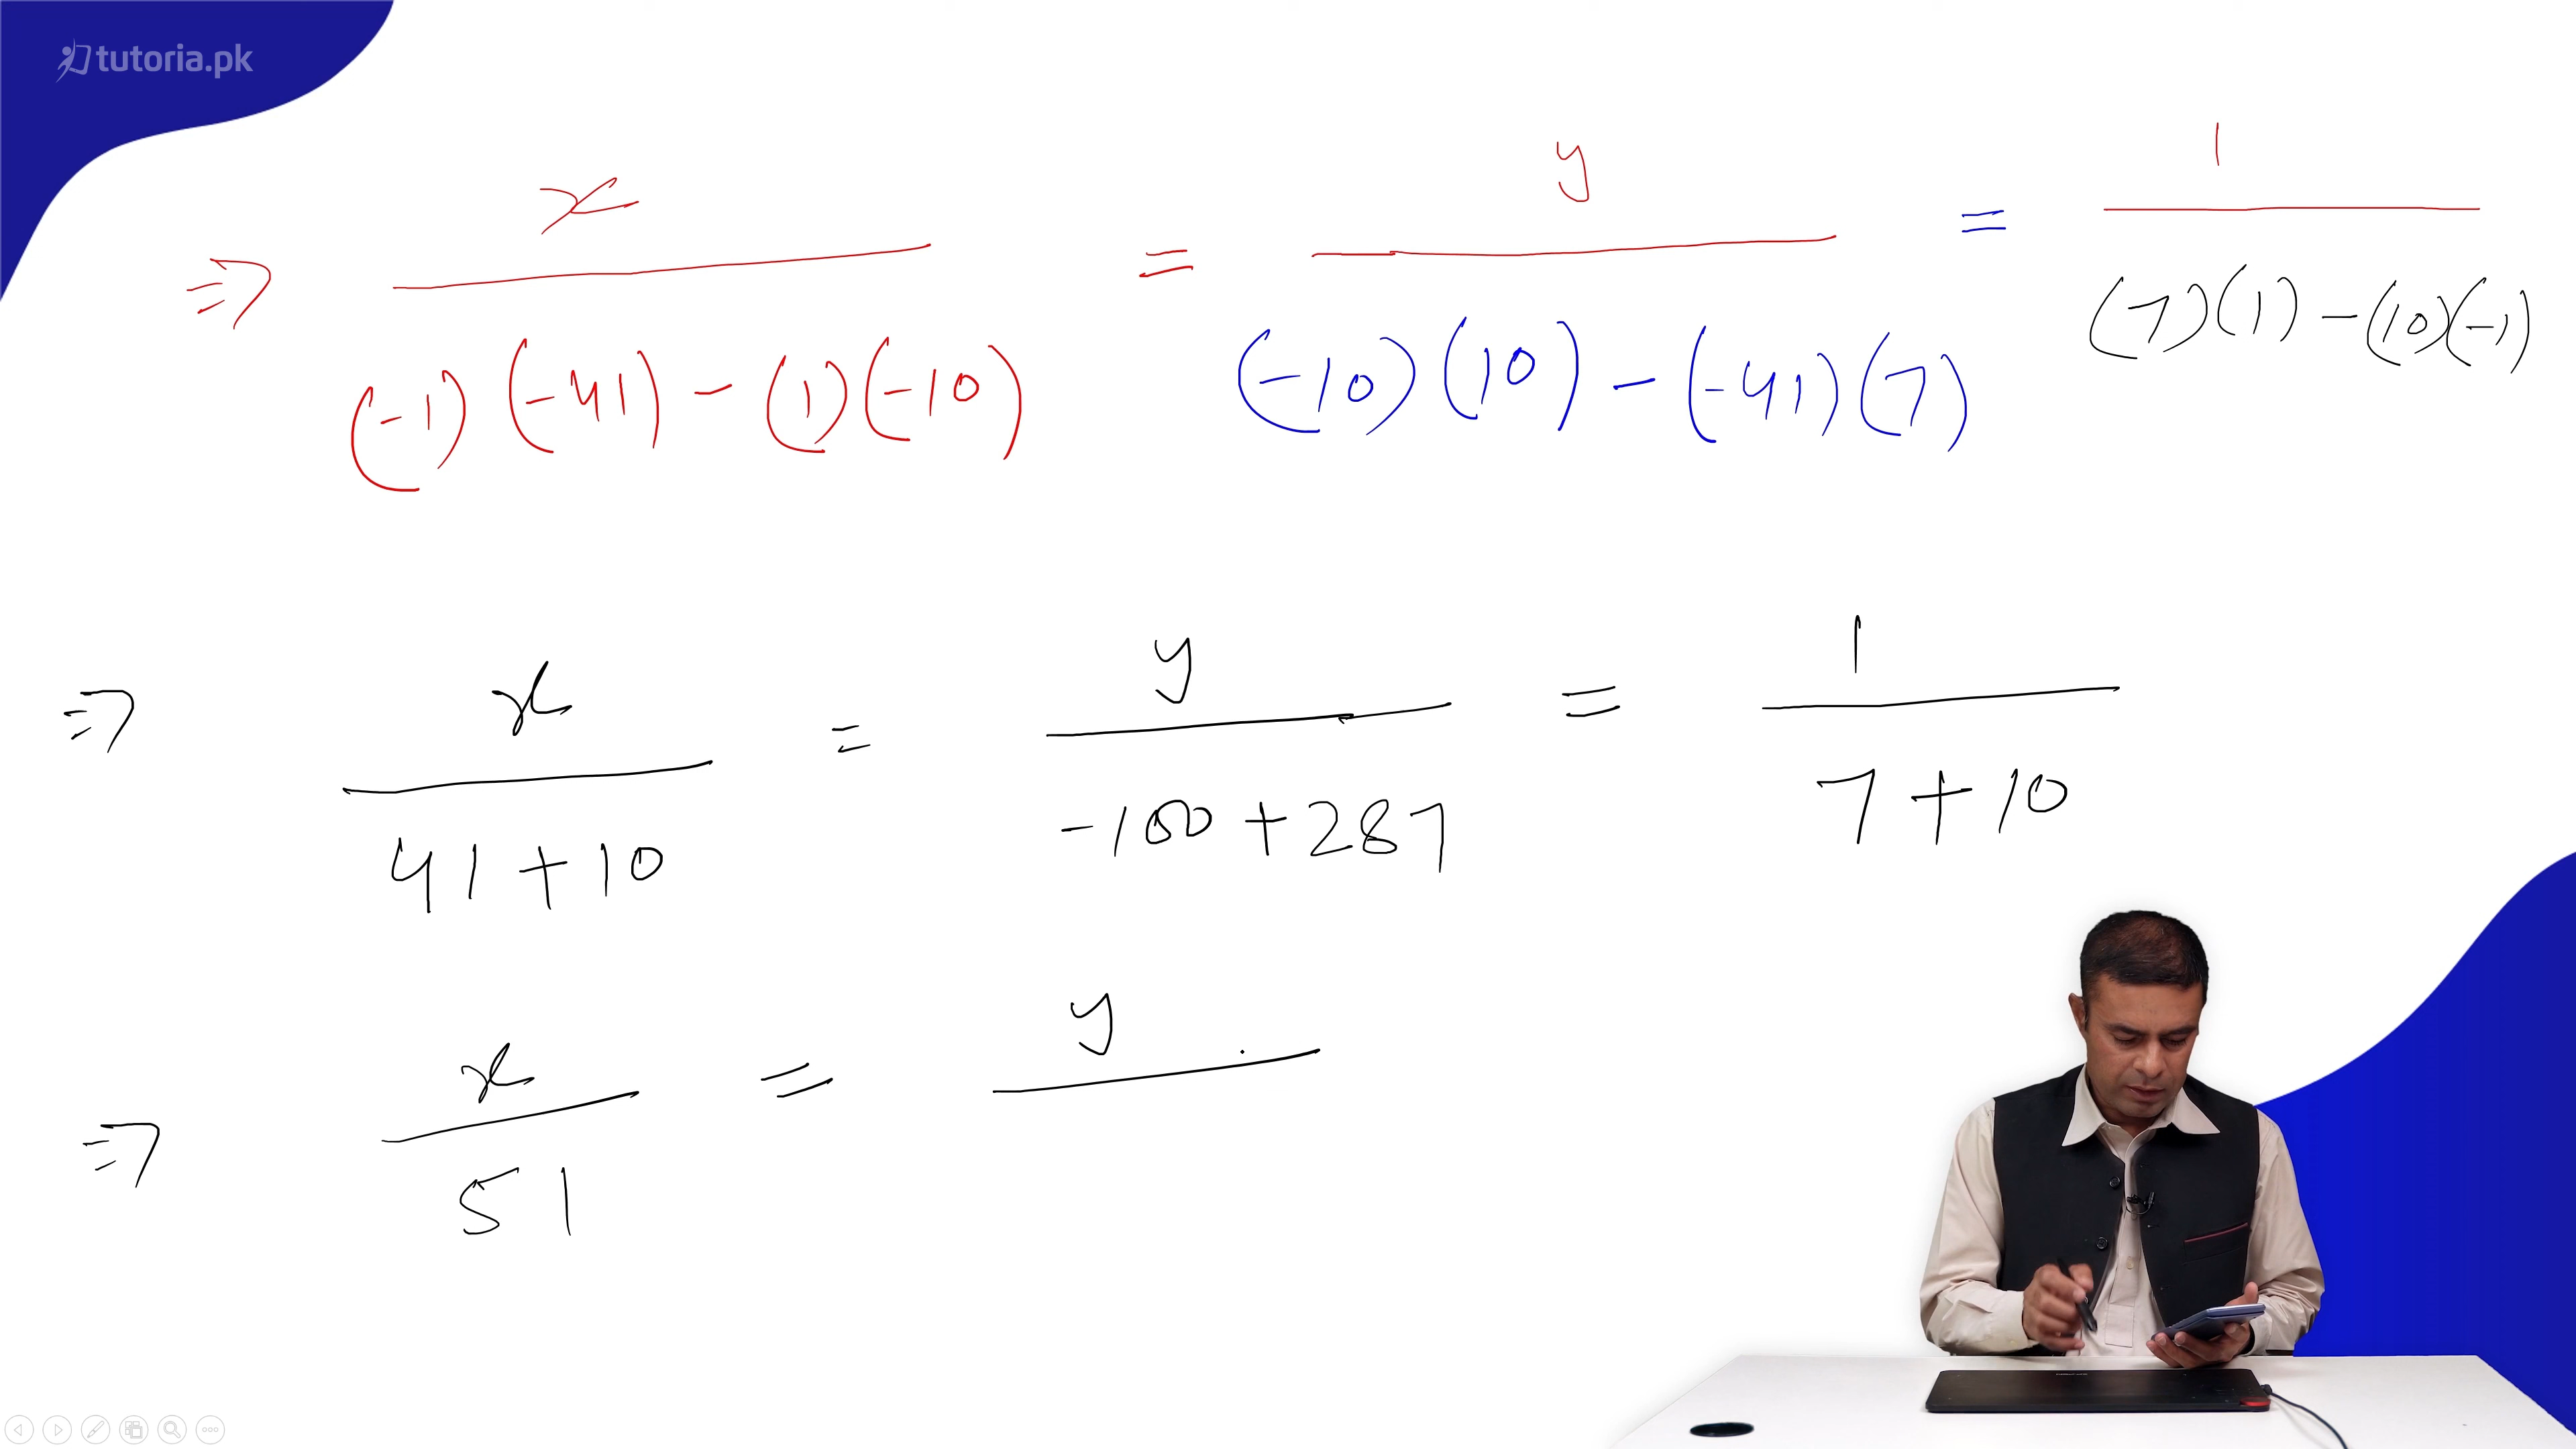 tutoria.pk
⇒ x / (-1)(-41) - (1)(-10) = y / (-10)(10) - (-41)(7) = 1 / (7)(1) - (10)(-1)
⇒ x / 41 + 10 = y / -100 + 287 = 1 / 7 + 10
⇒ x / 51 = y /